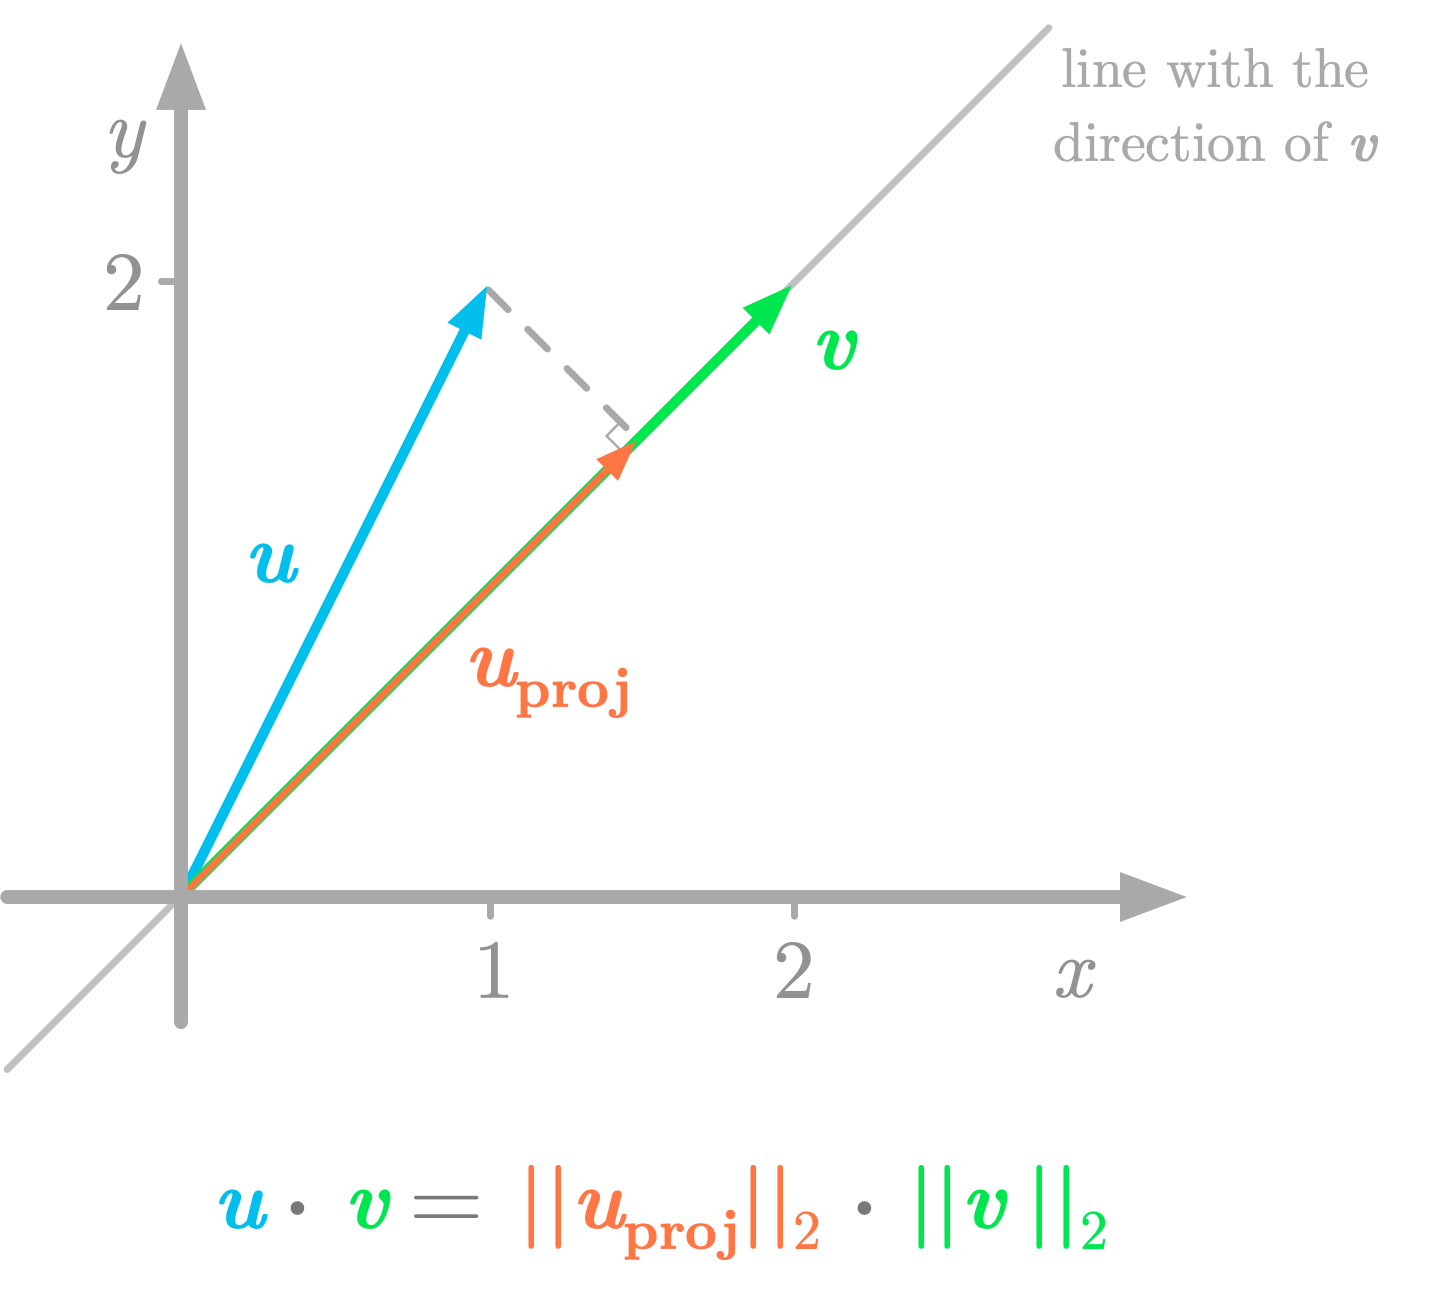 line with the
direction of v
y
2
v
u
u_proj
1
2
x
u · v = ||u_proj||_2 · ||v||_2